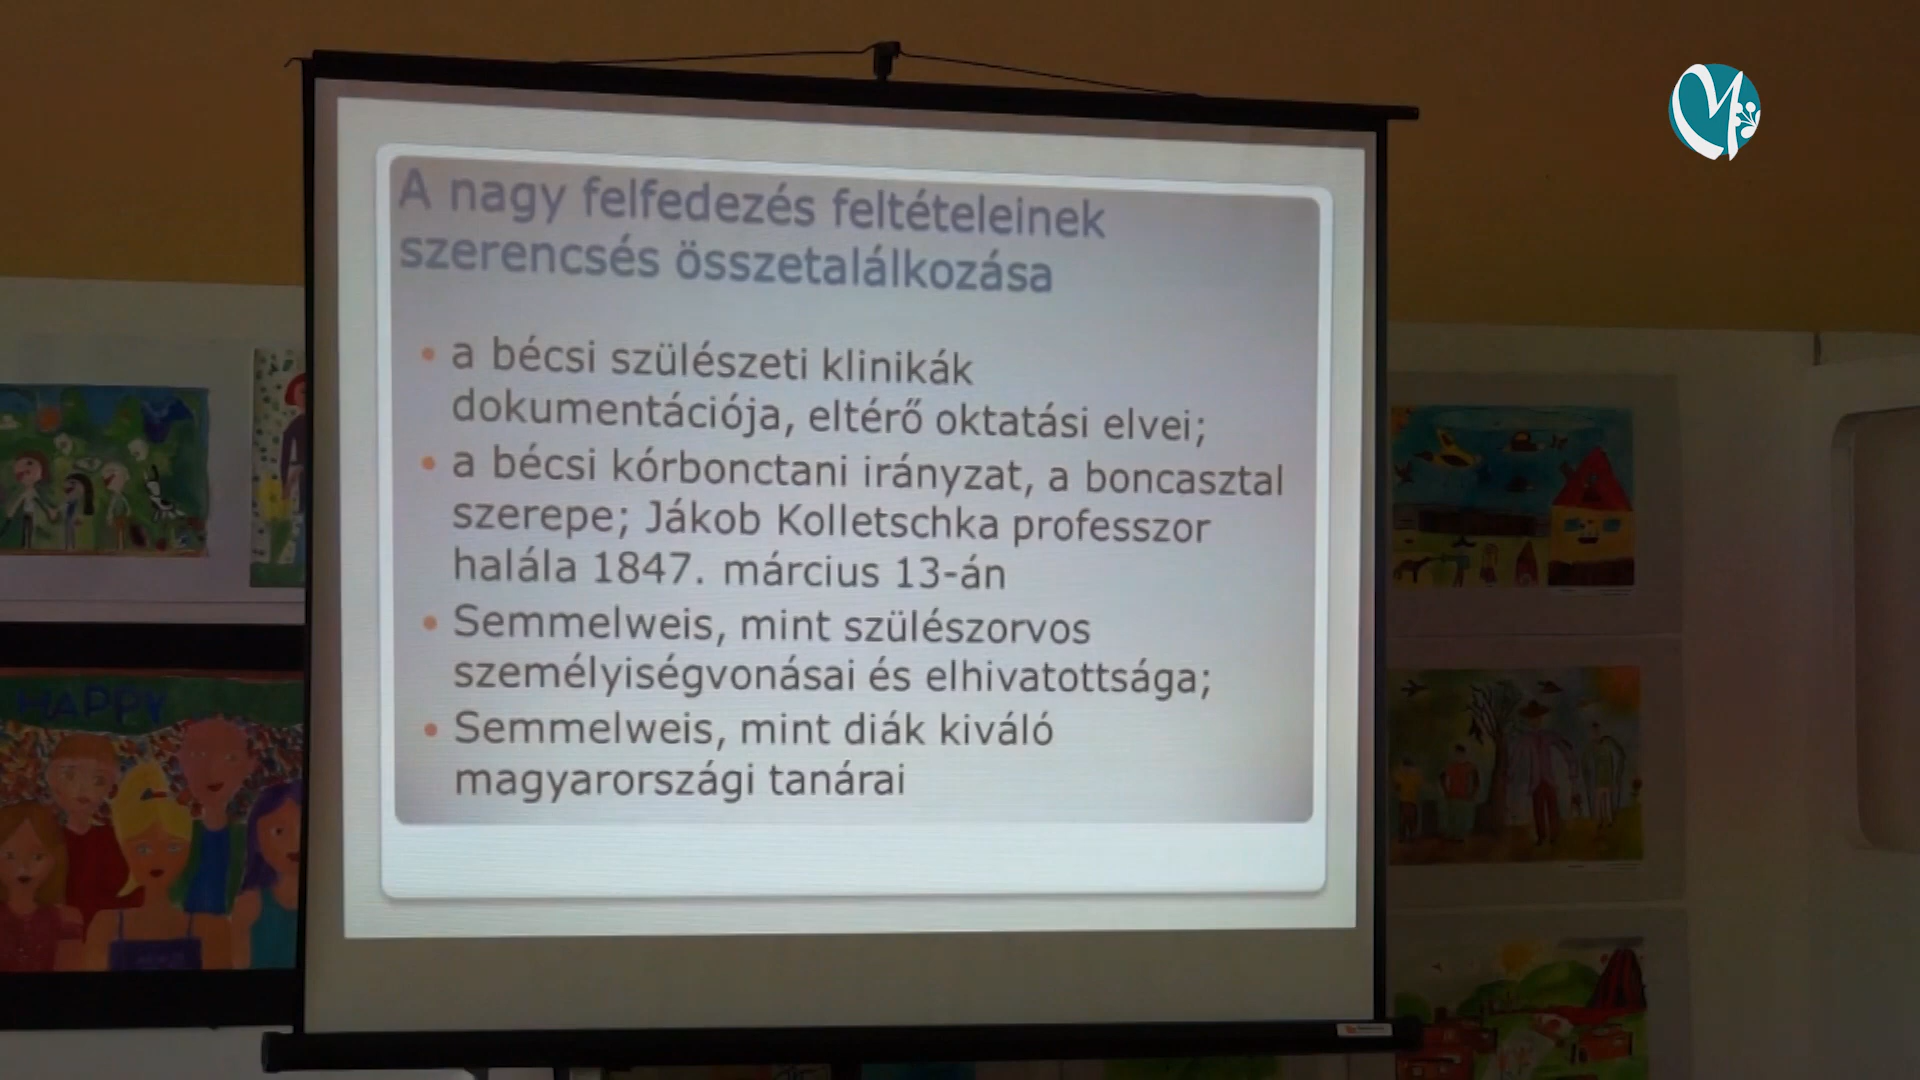 A nagy felfedezés feltételeinek
szerencsés összetalálkozása
• a bécsi szülészeti klinikák
dokumentációja, eltérő oktatási elvei;
• a bécsi kórbonctani irányzat, a boncasztal
szerepe; Jákob Kolletschka professzor
halála 1847. március 13-án
• Semmelweis, mint szülészorvos
személyiségvonásai és elhivatottsága;
• Semmelweis, mint diák kiváló
magyarországi tanárai
HAPPY